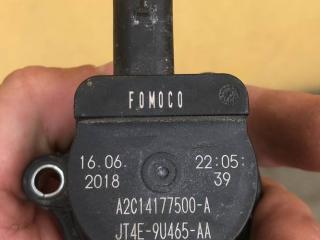 FOMOCO
16.06. 22:05:
2018 39
A2C14177500-A
JT4E-9U465-AA